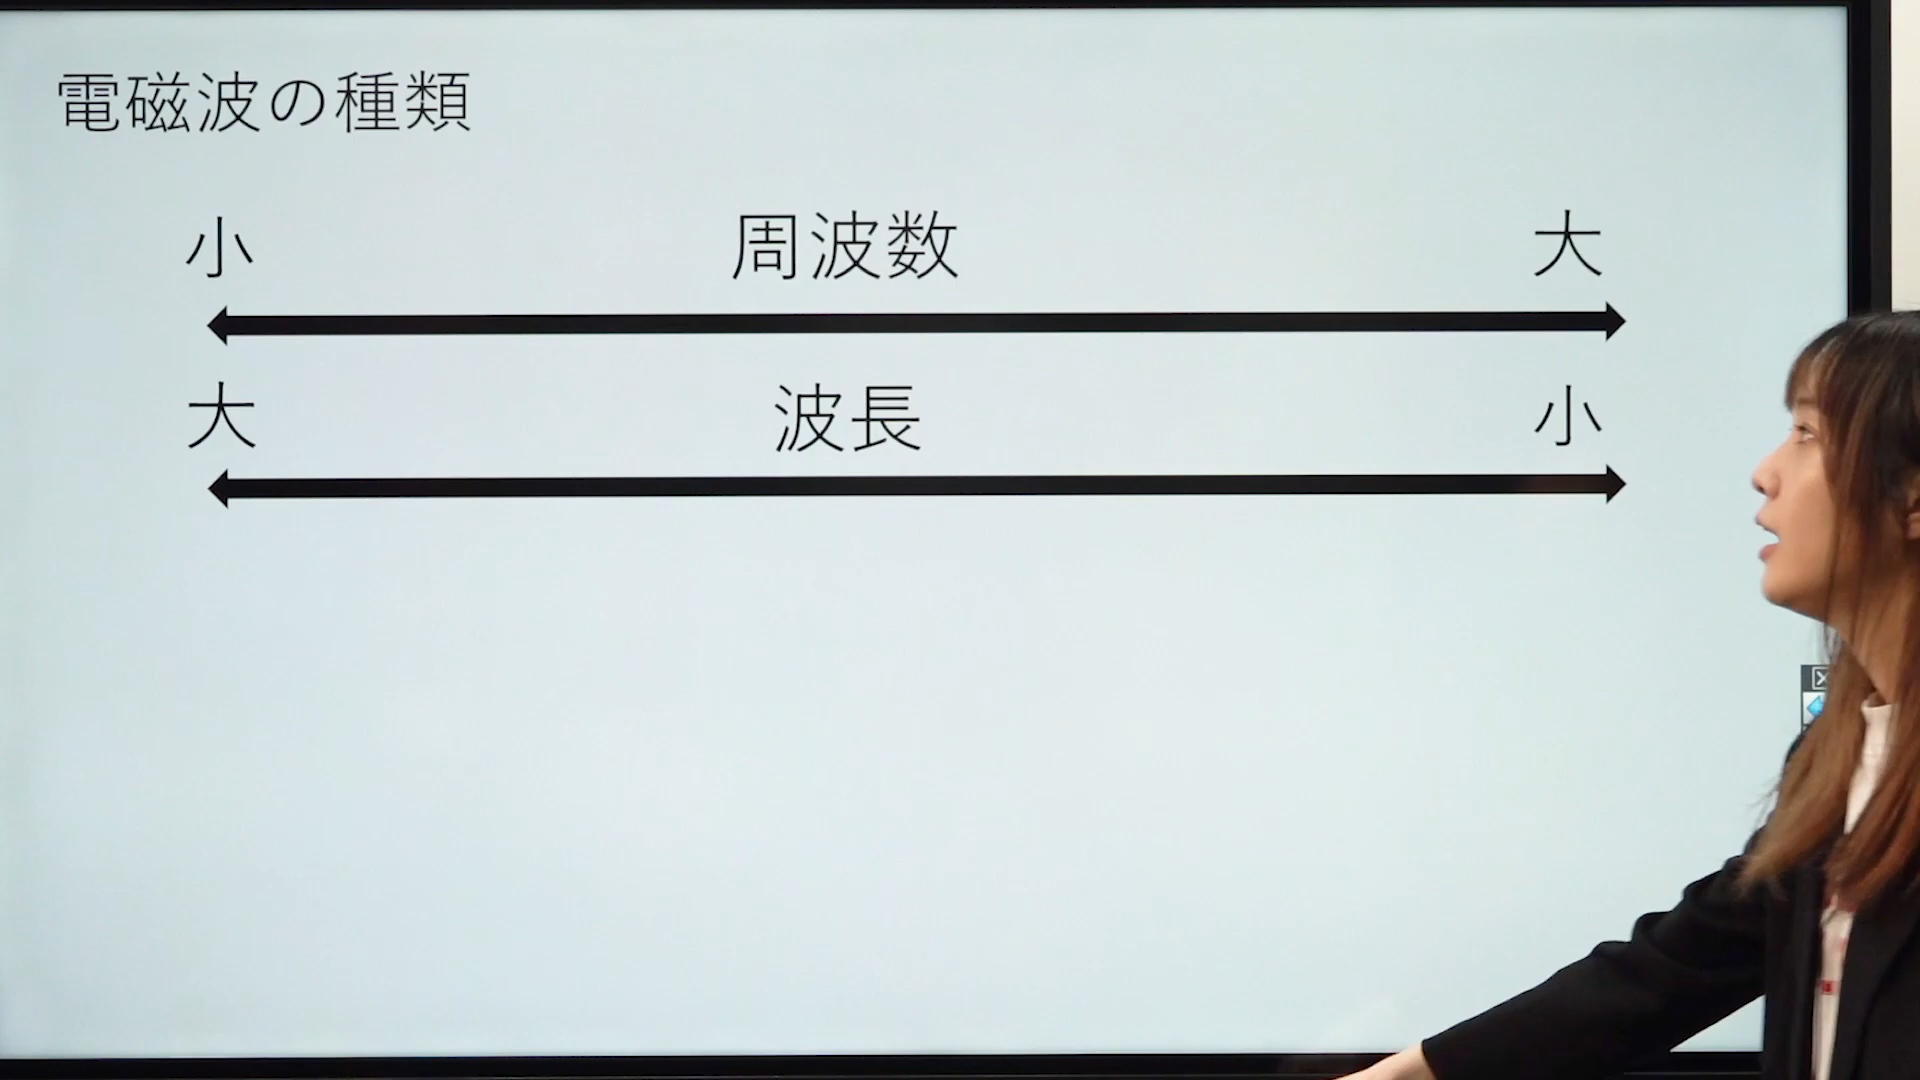 電磁波の種類
小 周波数 大
大 波長 小